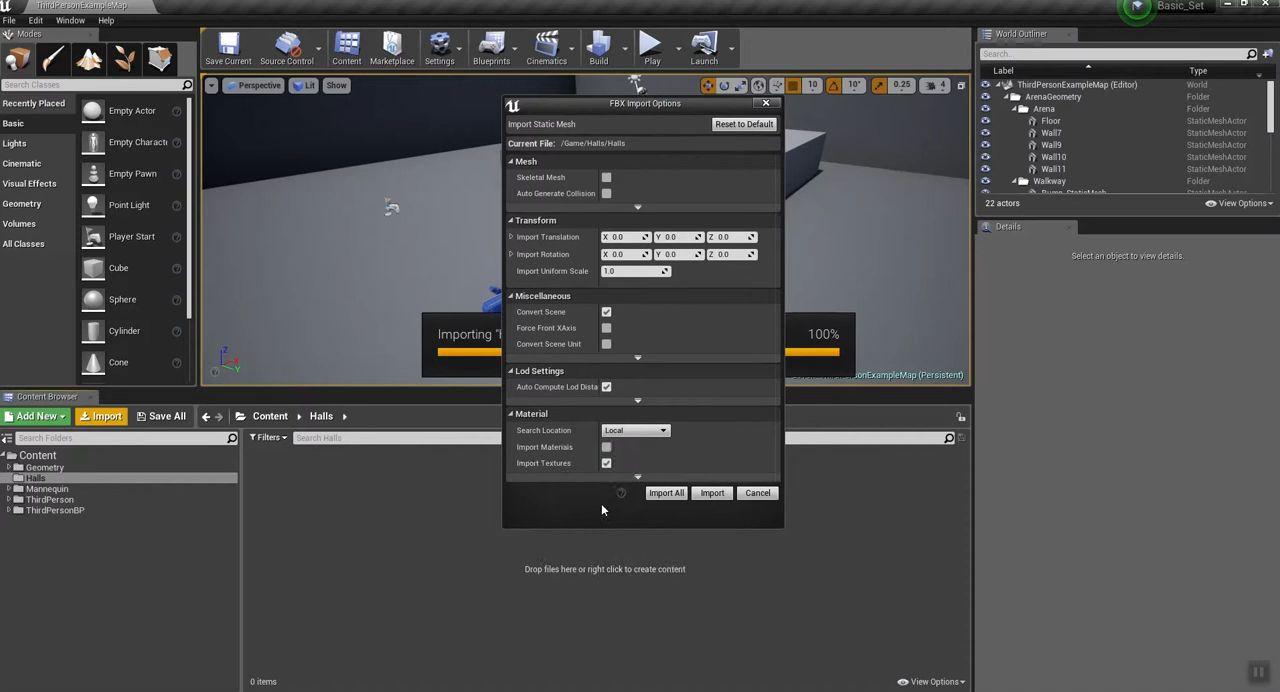 ThirdPersonExampleMap
Basic_Set
File Edit Window Help
Modes
Search Classes
Recently Placed
Basic
Lights
Cinematic
Visual Effects
Geometry
Volumes
All Classes
Empty Actor
Empty Characte
Empty Pawn
Point Light
Player Start
Cube
Sphere
Cylinder
Cone
Save Current
Source Control
Content
Marketplace
Settings
Blueprints
Cinematics
Build
Play
Launch
Perspective
Lit
Show
10
10°
0.25
4
Importing "
100%
(Persistent)
FBX Import Options
Import Static Mesh
Reset to Default
Current File: /Game/Halls/Halls
Mesh
Skeletal Mesh
Auto Generate Collision
Transform
Import Translation X 0.0 Y 0.0 Z 0.0
Import Rotation X 0.0 Y 0.0 Z 0.0
Import Uniform Scale 1.0
Miscellaneous
Convert Scene
Force Front XAxis
Convert Scene Unit
Lod Settings
Auto Compute Lod Dista
Material
Search Location Local
Import Materials
Import Textures
Import All
Import
Cancel
World Outliner
Search..
Label Type
ThirdPersonExampleMap (Editor) World
ArenaGeometry Folder
Arena Folder
Floor StaticMeshActor
Wall7 StaticMeshActor
Wall9 StaticMeshActor
Wall10 StaticMeshActor
Wall11 StaticMeshActor
Walkway Folder
22 actors
View Options
Details
Select an object to view details.
Content Browser
Add New
Import
Save All
Content
Halls
Search Folders
Filters
Search Halls
Content
Geometry
Halls
Mannequin
ThirdPerson
ThirdPersonBP
Drop files here or right click to create content
0 items
View Options